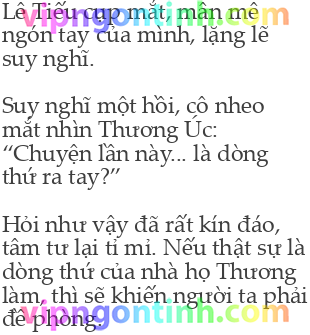 Lê Tiếu cụp mắt, mân mê
vipngontinh.com
ngón tay của mình, lặng lẽ
suy nghĩ.
Suy nghĩ một hồi, cô nheo
mắt nhìn Thương Úc:
“Chuyện lần này... là dòng
thứ ra tay?”
Hỏi như vậy đã rất kín đáo,
tâm tư lại tỉ mỉ. Nếu thật sự là
dòng thứ của nhà họ Thương
làm, thì sẽ khiến người ta phải
vipngontinh.com
đề phòng.